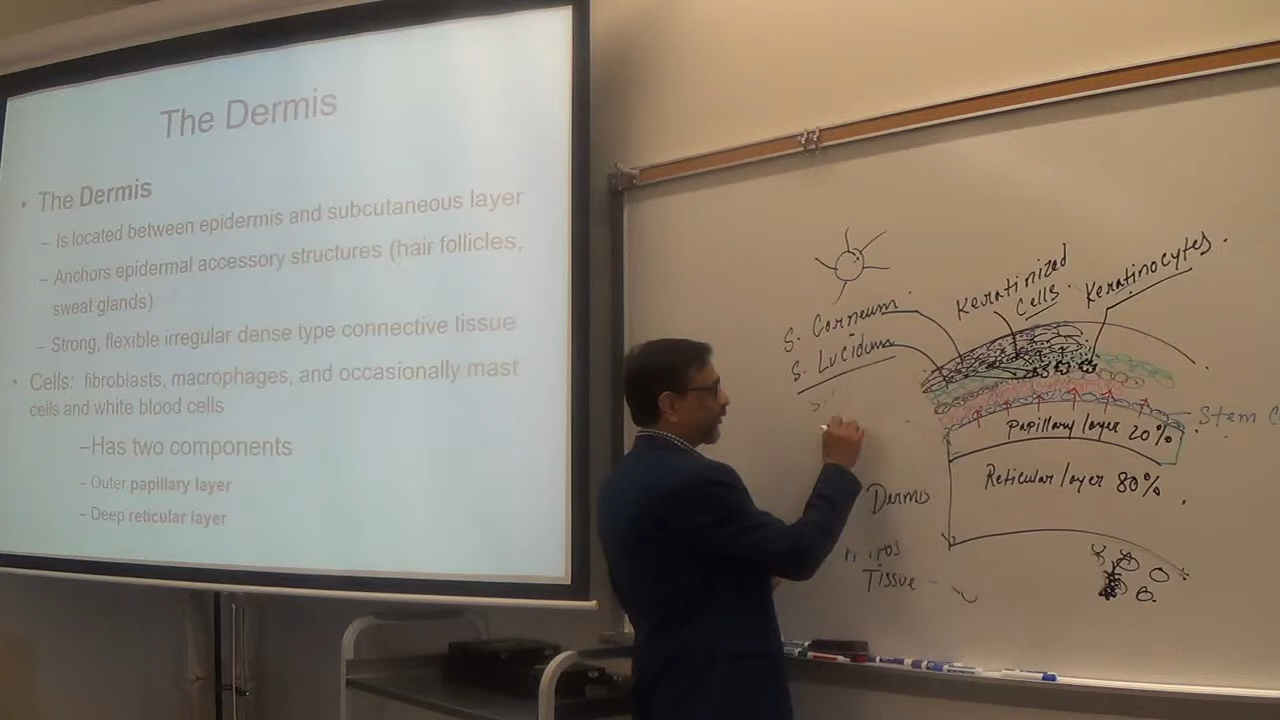 The Dermis
• The Dermis
– Is located between epidermis and subcutaneous layer
– Anchors epidermal accessory structures (hair follicles,
sweat glands)
– Strong, flexible irregular dense type connective tissue
• Cells: fibroblasts, macrophages, and occasionally mast
cells and white blood cells
–Has two components
– Outer papillary layer
– Deep reticular layer
S. Corneum
S. Lucidum
Keratinized
Cells
Keratinocytes
Stem C
Papillary layer 20%
Reticular layer 80%
Dermis
Tissue